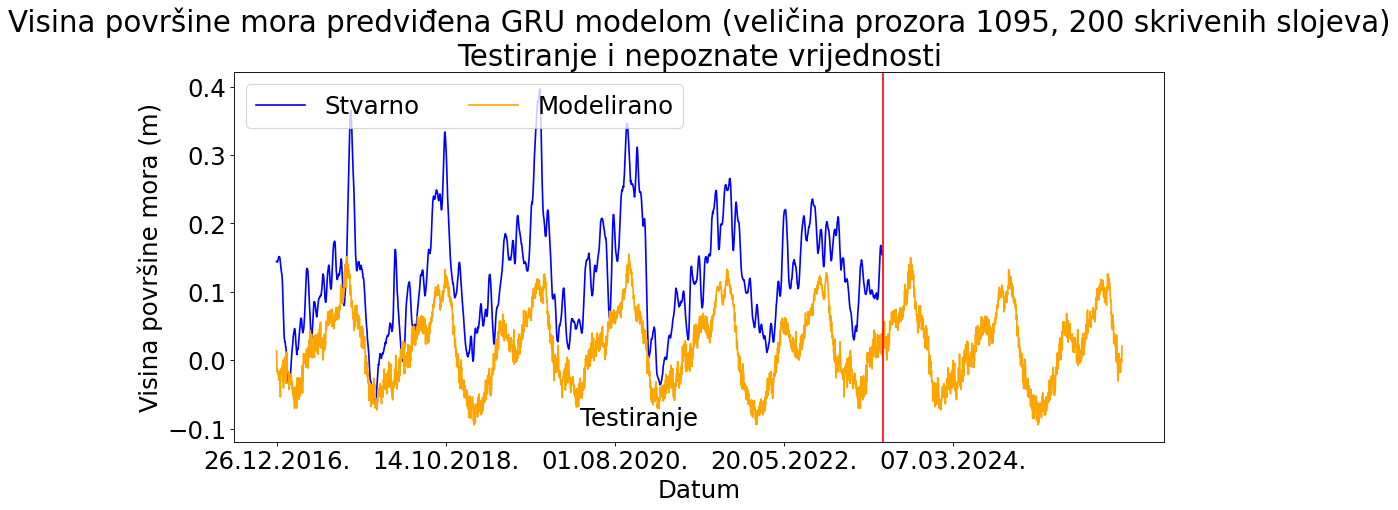 Visina površine mora predviđena GRU modelom (veličina prozora 1095, 200 skrivenih slojeva)
Testiranje i nepoznate vrijednosti
Stvarno
Modelirano
Visina površine mora (m)
0.4
0.3
0.2
0.1
0.0
−0.1
Testiranje
26.12.2016.
14.10.2018.
01.08.2020.
20.05.2022.
07.03.2024.
Datum